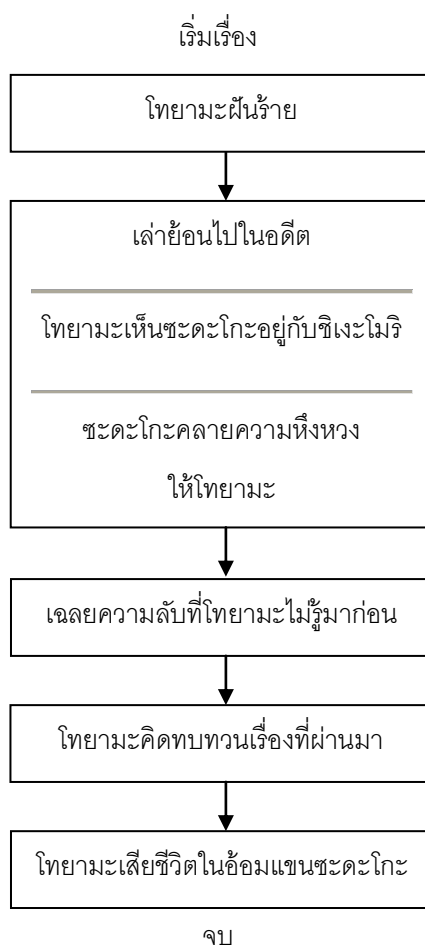 เริ่มเรื่อง
โทยามะฝันร้าย
เล่าย้อนไปในอดีต
โทยามะเห็นซะดะโกะอยู่กับชิเงะโมริ
ซะดะโกะคลายความหึงหวง
ให้โทยามะ
เฉลยความลับที่โทยามะไม่รู้มาก่อน
โทยามะคิดทบทวนเรื่องที่ผ่านมา
โทยามะเสียชีวิตในอ้อมแขนซะดะโกะ
จบ